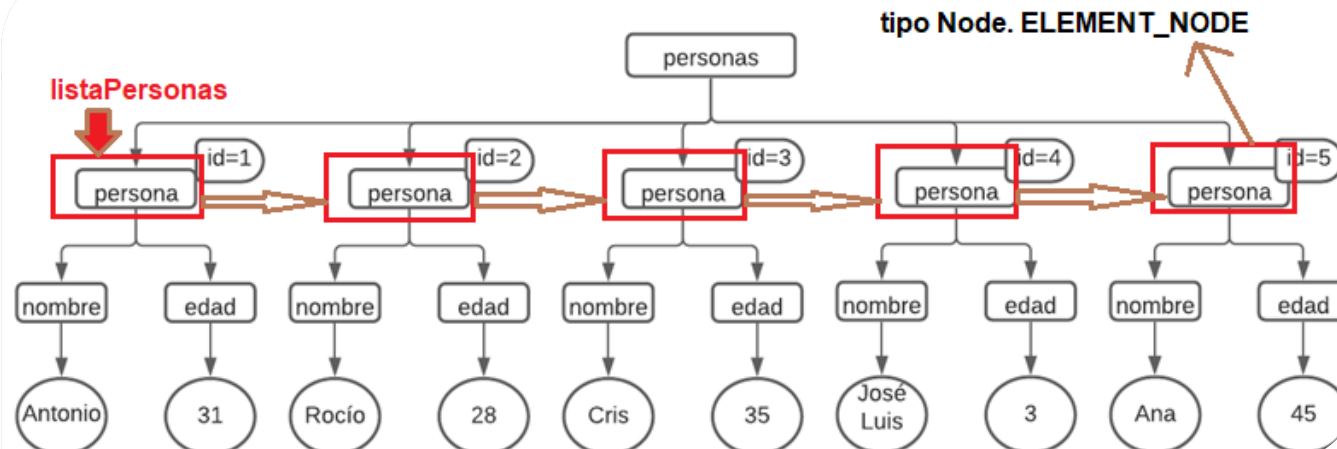 tipo Node. ELEMENT_NODE
personas
listaPersonas
id=1 id=2 id=3 id=4 id=5
persona persona persona persona persona
nombre edad nombre edad nombre edad nombre edad nombre edad
Antonio 31 Rocío 28 Cris 35 José Luis 3 Ana 45